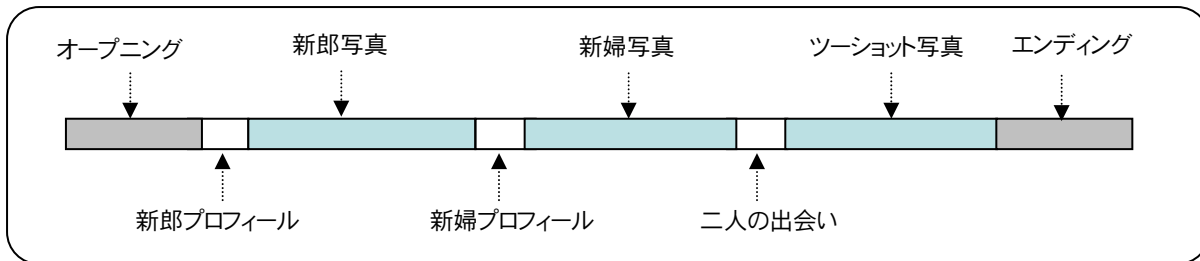 オープニング
新郎写真
新婦写真
ツーショット写真
エンディング
新郎プロフィール
新婦プロフィール
二人の出会い